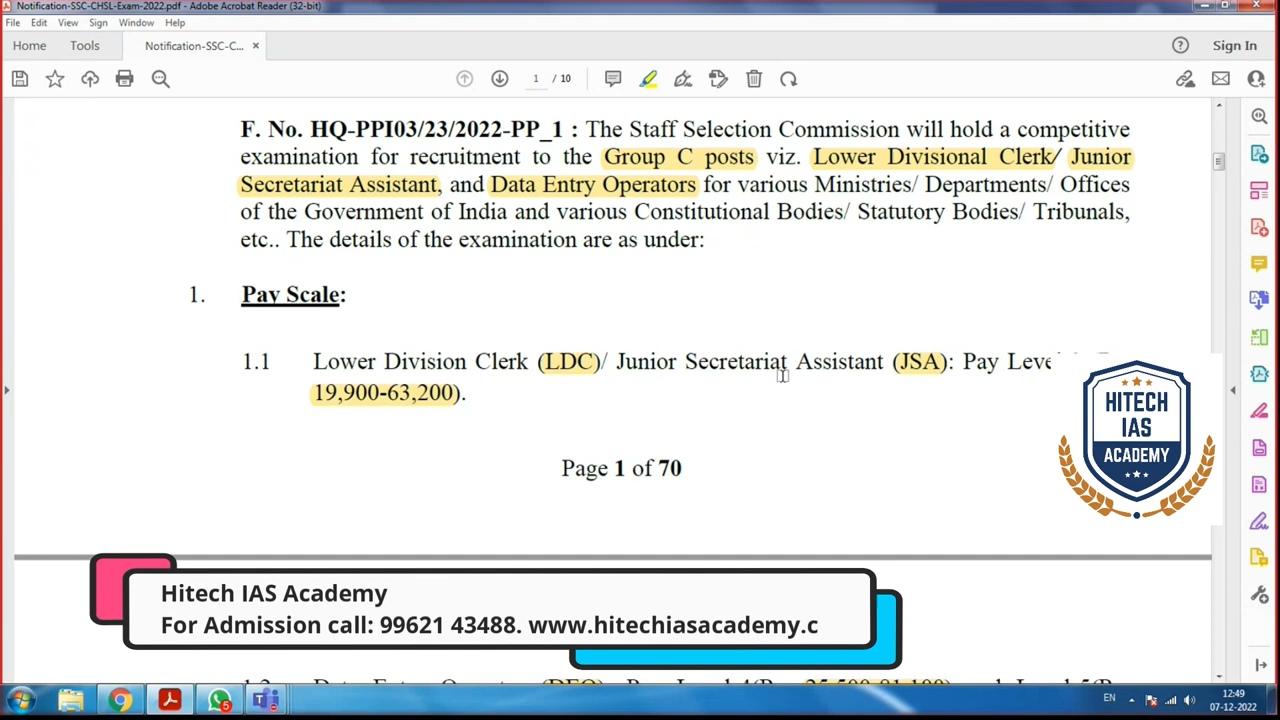 Notification-SSC-CHSL-Exam-2022.pdf - Adobe Acrobat Reader (32-bit)
File Edit View Sign Window Help
Home Tools Notification-SSC-C... × Sign In
1 / 10
F. No. HQ-PPI03/23/2022-PP_1 : The Staff Selection Commission will hold a competitive
examination for recruitment to the Group C posts viz. Lower Divisional Clerk/ Junior
Secretariat Assistant, and Data Entry Operators for various Ministries/ Departments/ Offices
of the Government of India and various Constitutional Bodies/ Statutory Bodies/ Tribunals,
etc.. The details of the examination are as under:
1. Pay Scale:
1.1 Lower Division Clerk (LDC)/ Junior Secretariat Assistant (JSA): Pay
19,900-63,200).
HITECH
IAS
ACADEMY
Page 1 of 70
Hitech IAS Academy
For Admission call: 99621 43488. www.hitechiasacademy.c
EN 12:49
07-12-2022